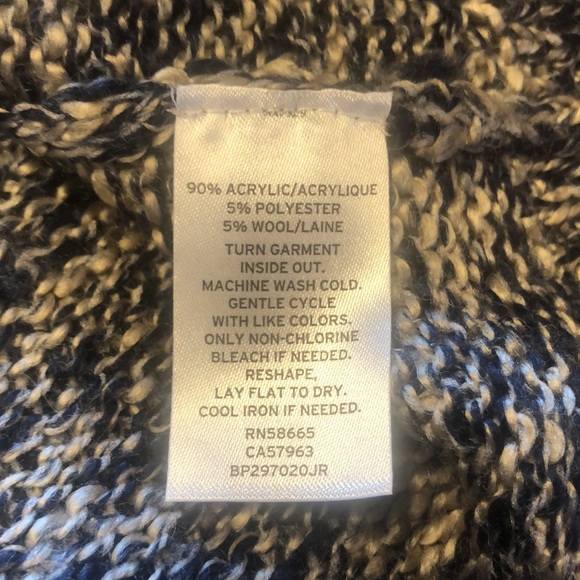 90% ACRYLIC/ACRYLIQUE
5% POLYESTER
5% WOOL/LAINE
TURN GARMENT
INSIDE OUT.
MACHINE WASH COLD.
GENTLE CYCLE
WITH LIKE COLORS.
ONLY NON-CHLORINE
BLEACH IF NEEDED.
RESHAPE,
LAY FLAT TO DRY.
COOL IRON IF NEEDED.
RN58665
CA57963
BP297020JR